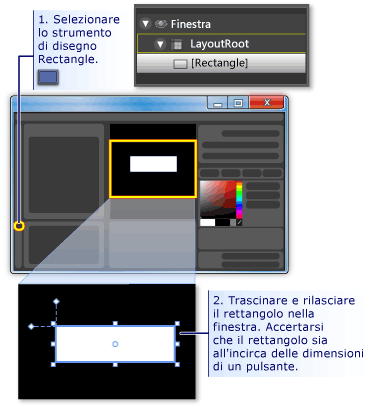 1. Selezionare
lo strumento
di disegno
Rectangle.
Finestra
LayoutRoot
[Rectangle]
2. Trascinare e rilasciare
il rettangolo nella
finestra. Accertarsi
che il rettangolo sia
all'incirca delle dimensioni
di un pulsante.